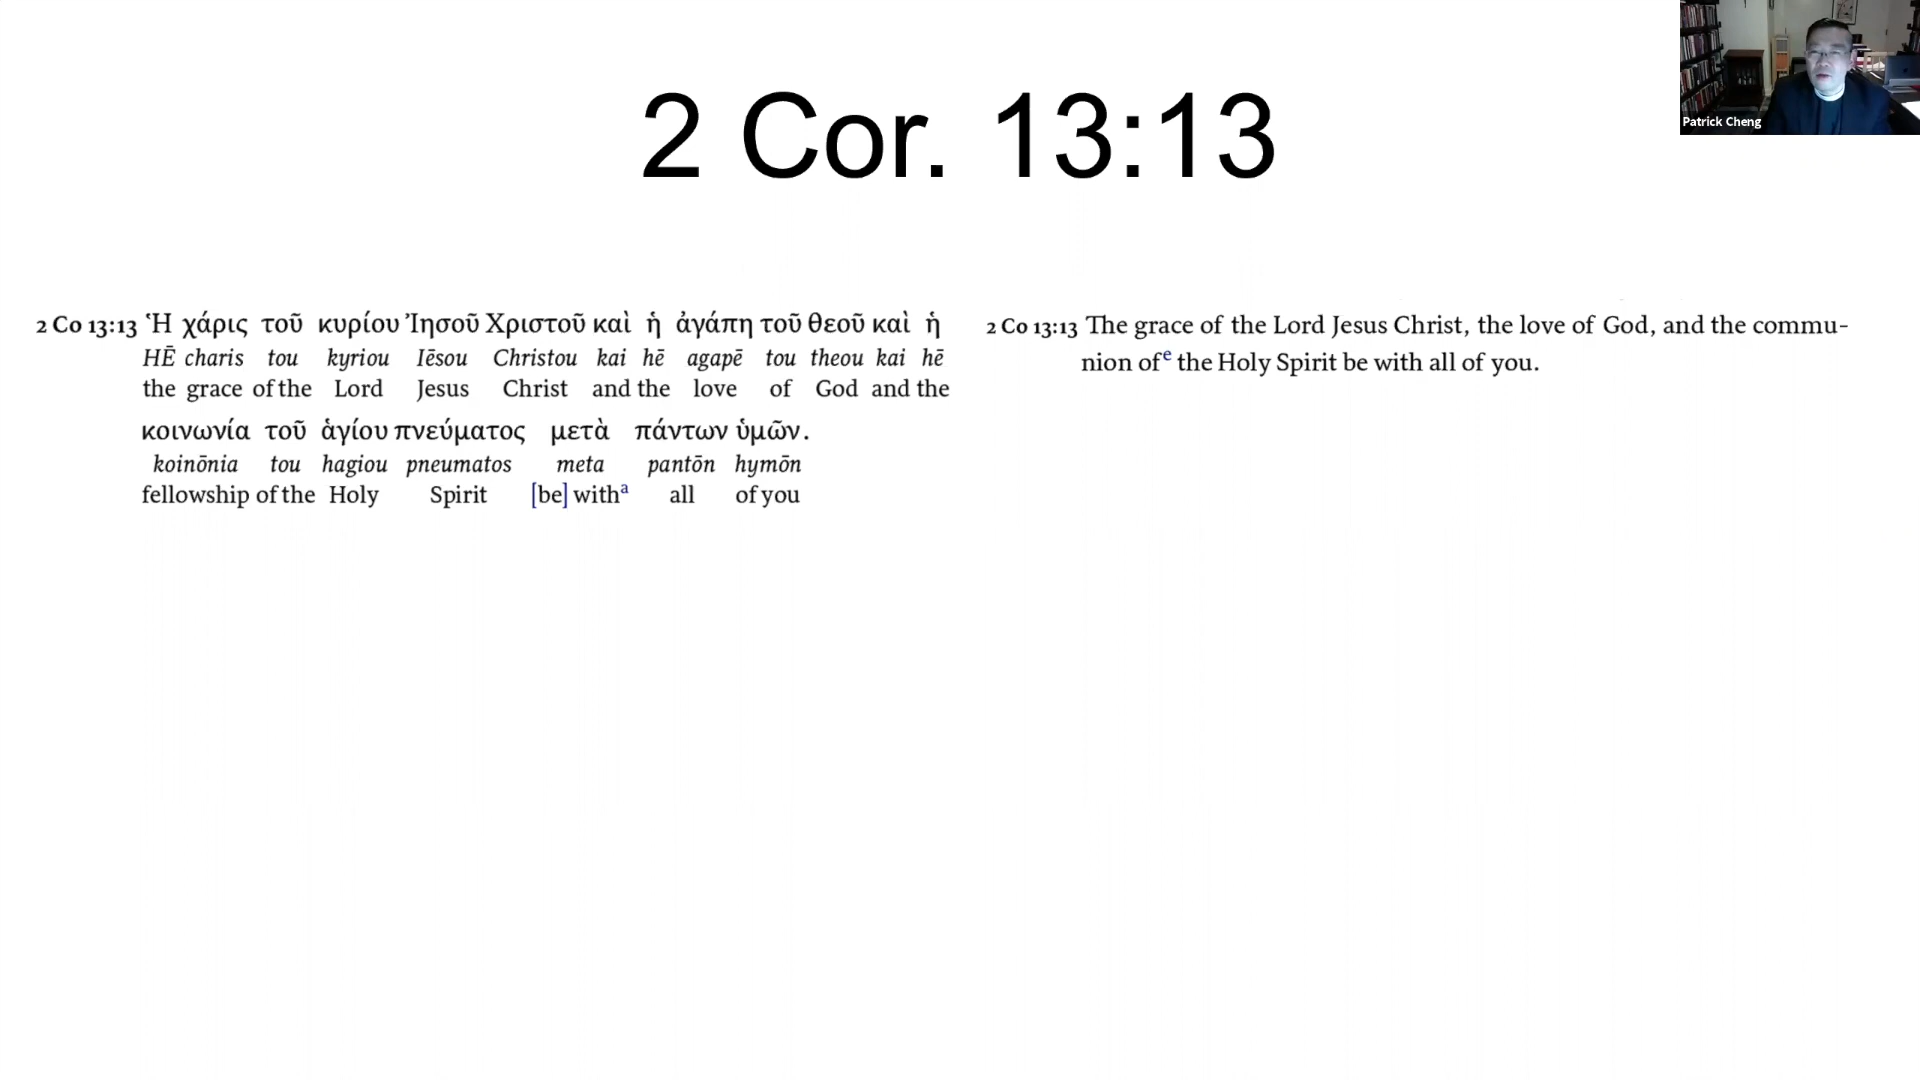 2 Cor. 13:13
Patrick Cheng
2 Co 13:13 Ἡ χάρις τοῦ κυρίου Ἰησοῦ Χριστοῦ καὶ ἡ ἀγάπη τοῦ θεοῦ καὶ ἡ
HĒ charis tou kyriou Iēsou Christou kai hē agapē tou theou kai hē
the grace of the Lord Jesus Christ and the love of God and the
κοινωνία τοῦ ἁγίου πνεύματος μετὰ πάντων ὑμῶν.
koinōnia tou hagiou pneumatos meta pantōn hymōn
fellowship of the Holy Spirit [be] withᵃ all of you
2 Co 13:13 The grace of the Lord Jesus Christ, the love of God, and the commu-
nion ofᵉ the Holy Spirit be with all of you.